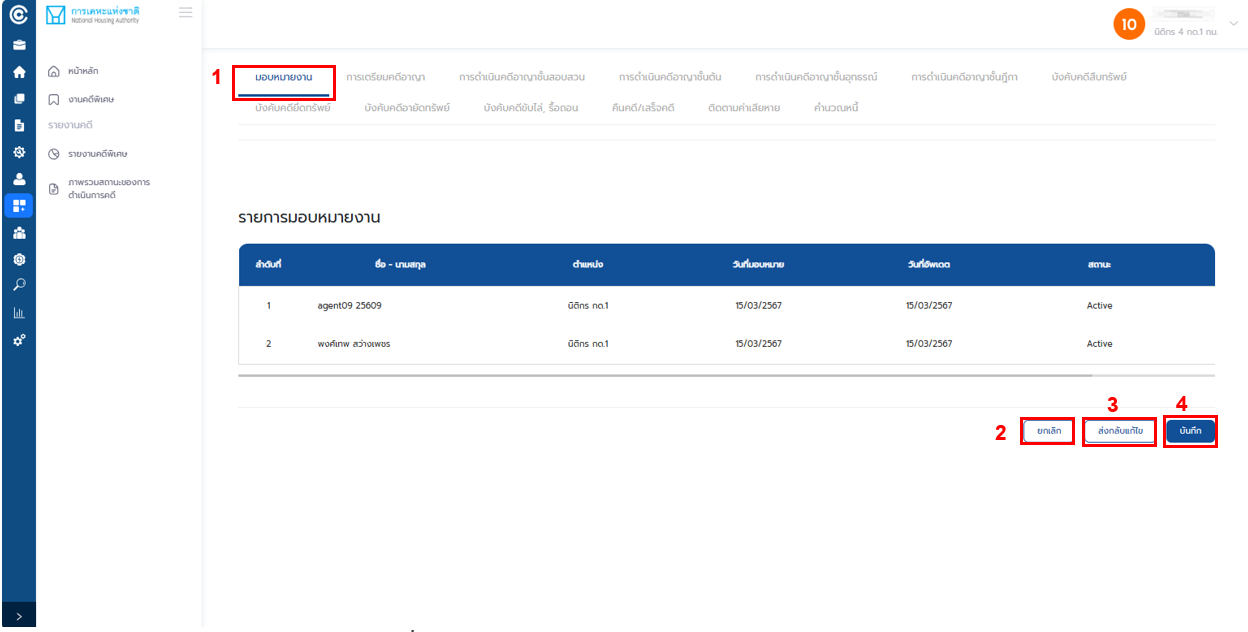 การเคหะแห่งชาติ
National Housing Authority
หน้าหลัก
งานคดีพิเศษ
รายงานคดี
รายงานคดีพิเศษ
ภาพรวมสถานะของการ
ดำเนินการคดี
10
นิติกร 4 กด.1 กม.
1
มอบหมายงาน การเตรียมคดีอาญา การดำเนินคดีอาญาชั้นสอบสวน การดำเนินคดีอาญาชั้นต้น การดำเนินคดีอาญาชั้นอุทธรณ์ การดำเนินคดีอาญาชั้นฎีกา บังคับคดีสืบทรัพย์
บังคับคดียึดทรัพย์ บังคับคดีอายัดทรัพย์ บังคับคดีขับไล่, รื้อถอน คืนคดี/เสร็จคดี ติดตามค่าเสียหาย คำนวณหนี้
รายการมอบหมายงาน
ลำดับที่ ชื่อ - นามสกุล ตำแหน่ง วันที่มอบหมาย วันที่อัพเดต สถานะ
1 agent09 25609 นิติกร กด.1 15/03/2567 15/03/2567 Active
2 พงศ์เทพ สว่างเพชร นิติกร กด.1 15/03/2567 15/03/2567 Active
3 4
2 ยกเลิก ส่งกลับแก้ไข บันทึก